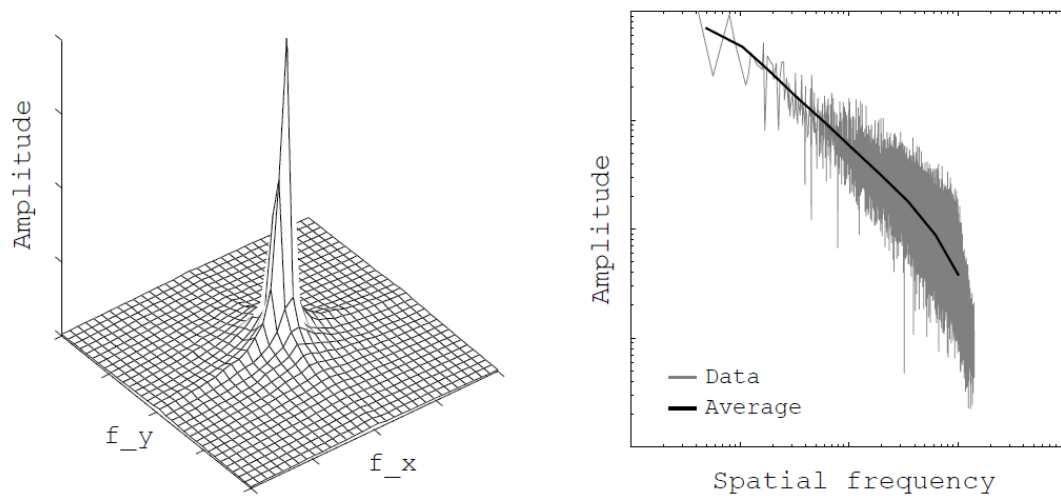 Amplitude
f_y
f_x
Amplitude
Data
Average
Spatial frequency